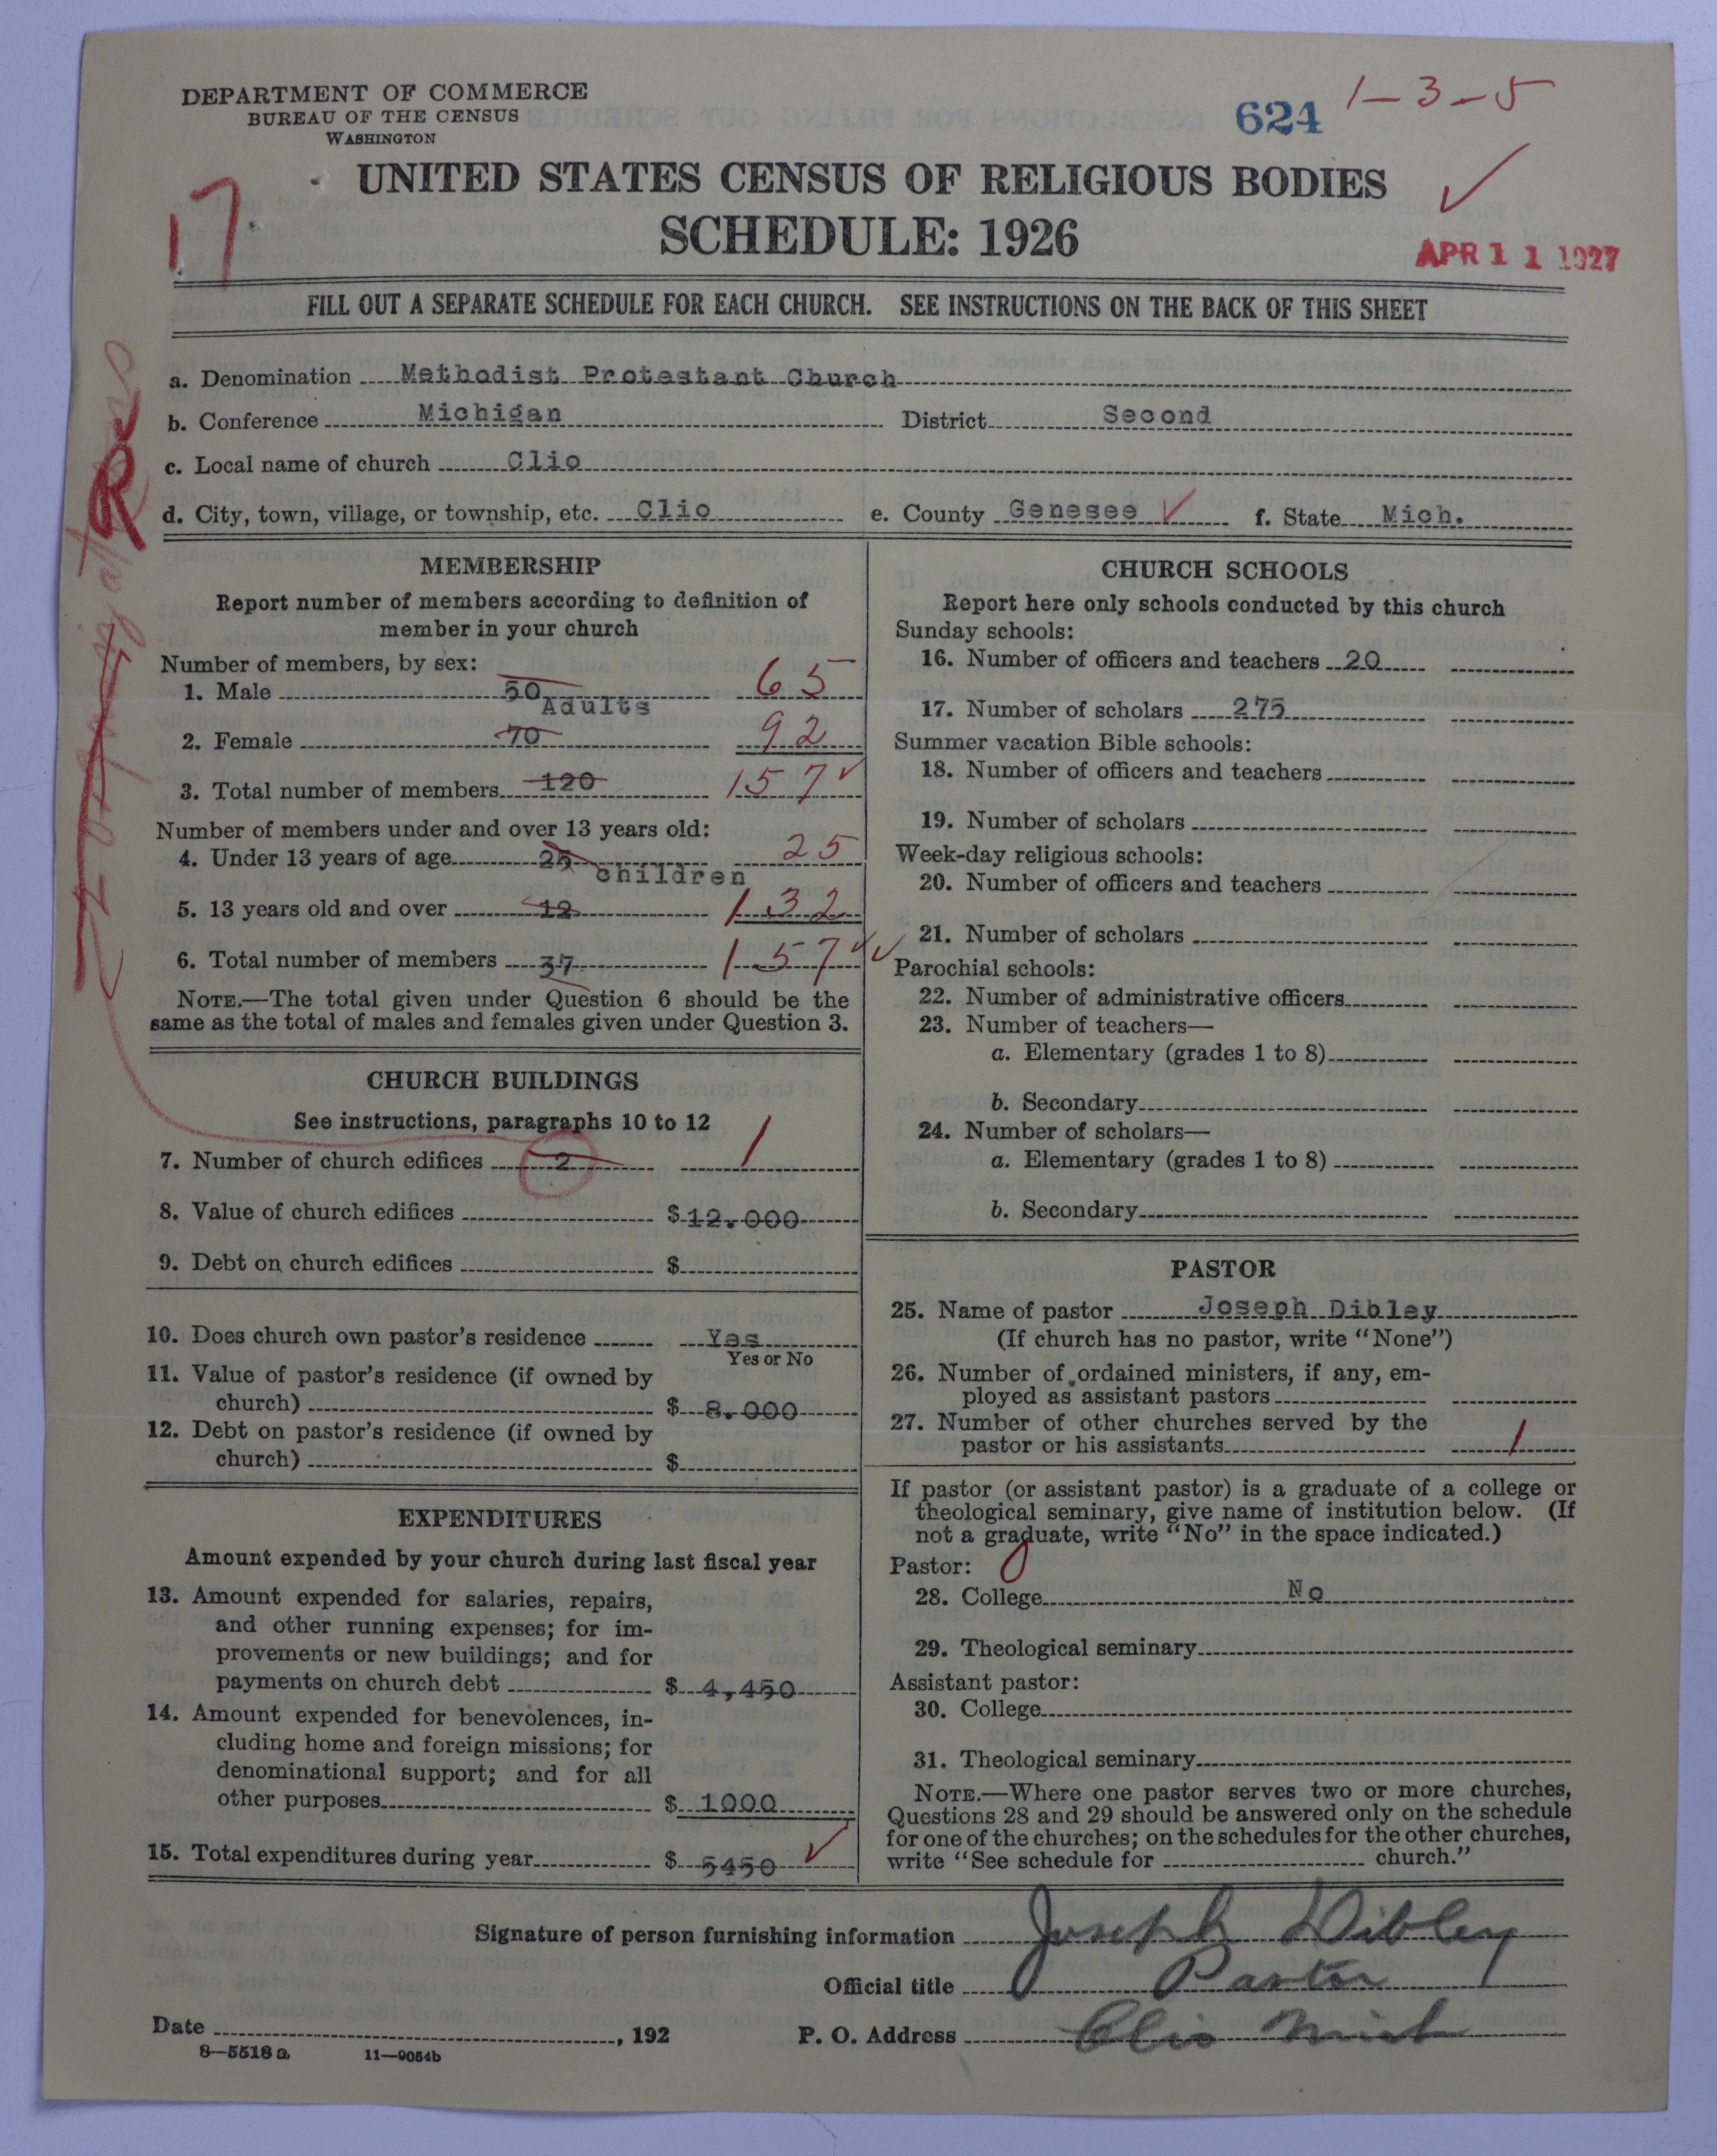 DEPARTMENT OF COMMERCE
BUREAU OF THE CENSUS
WASHINGTON
624
1-3-5
UNITED STATES CENSUS OF RELIGIOUS BODIES
SCHEDULE: 1926
17
APR 11 1927
FILL OUT A SEPARATE SCHEDULE FOR EACH CHURCH. SEE INSTRUCTIONS ON THE BACK OF THIS SHEET
a. Denomination Methodist Protestant Church
b. Conference Michigan District Second
c. Local name of church Clio
d. City, town, village, or township, etc. Clio e. County Genesee f. State Mich.
R
MEMBERSHIP
Report number of members according to definition of
member in your church
Number of members, by sex:
1. Male 50 65
Adults
2. Female 70 92
3. Total number of members 120 157
Number of members under and over 13 years old:
4. Under 13 years of age 25 25
children
5. 13 years old and over 12 132
6. Total number of members 37 157
NOTE.—The total given under Question 6 should be the
same as the total of males and females given under Question 3.
CHURCH BUILDINGS
See instructions, paragraphs 10 to 12
7. Number of church edifices 2 1
8. Value of church edifices $ 12.000
9. Debt on church edifices $
10. Does church own pastor's residence Yes
Yes or No
11. Value of pastor's residence (if owned by
church) $ 8.000
12. Debt on pastor's residence (if owned by
church) $
EXPENDITURES
Amount expended by your church during last fiscal year
13. Amount expended for salaries, repairs,
and other running expenses; for im-
provements or new buildings; and for
payments on church debt $ 4,450
14. Amount expended for benevolences, in-
cluding home and foreign missions; for
denominational support; and for all
other purposes $ 1000
15. Total expenditures during year $ 5450
CHURCH SCHOOLS
Report here only schools conducted by this church
Sunday schools:
16. Number of officers and teachers 20
17. Number of scholars 275
Summer vacation Bible schools:
18. Number of officers and teachers
19. Number of scholars
Week-day religious schools:
20. Number of officers and teachers
21. Number of scholars
Parochial schools:
22. Number of administrative officers
23. Number of teachers—
a. Elementary (grades 1 to 8)
b. Secondary
24. Number of scholars—
a. Elementary (grades 1 to 8)
b. Secondary
PASTOR
25. Name of pastor Joseph Dibley
(If church has no pastor, write "None")
26. Number of ordained ministers, if any, em-
ployed as assistant pastors
27. Number of other churches served by the
pastor or his assistants 1
If pastor (or assistant pastor) is a graduate of a college or
theological seminary, give name of institution below. (If
not a graduate, write "No" in the space indicated.)
Pastor: 0
28. College No
29. Theological seminary
Assistant pastor:
30. College
31. Theological seminary
NOTE.—Where one pastor serves two or more churches,
Questions 28 and 29 should be answered only on the schedule
for one of the churches; on the schedules for the other churches,
write "See schedule for church."
Signature of person furnishing information Joseph Dibley
Official title Pastor
Date , 192 P. O. Address Clio Mich
8—5518a 11—9054b